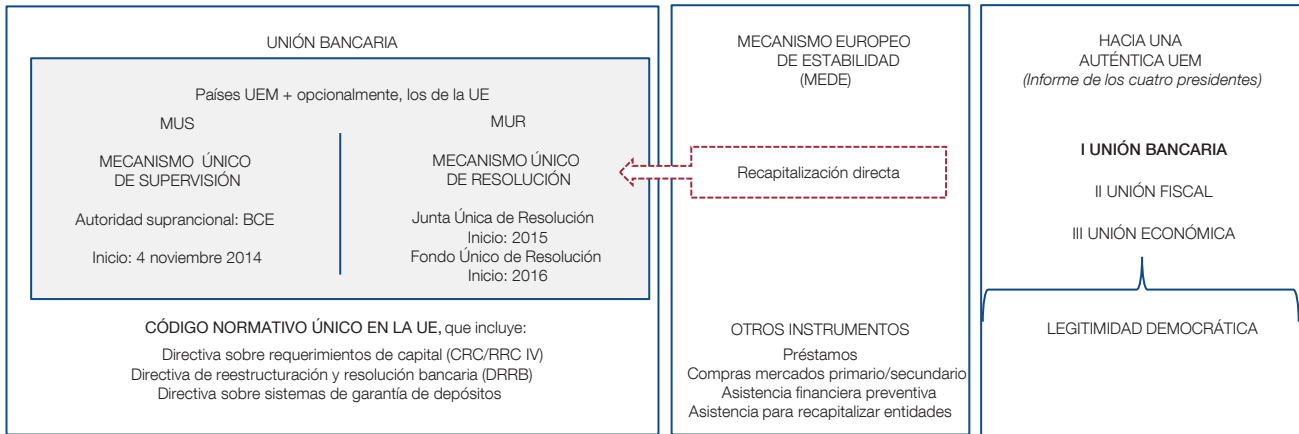 UNIÓN BANCARIA
Países UEM + opcionalmente, los de la UE
MUS
MECANISMO ÚNICO
DE SUPERVISIÓN
Autoridad suprancional: BCE
Inicio: 4 noviembre 2014
MUR
MECANISMO ÚNICO
DE RESOLUCIÓN
Junta Única de Resolución
Inicio: 2015
Fondo Único de Resolución
Inicio: 2016
CÓDIGO NORMATIVO ÚNICO EN LA UE, que incluye:
Directiva sobre requerimientos de capital (CRC/RRC IV)
Directiva de reestructuración y resolución bancaria (DRRB)
Directiva sobre sistemas de garantía de depósitos
MECANISMO EUROPEO
DE ESTABILIDAD
(MEDE)
Recapitalización directa
OTROS INSTRUMENTOS
Préstamos
Compras mercados primario/secundario
Asistencia financiera preventiva
Asistencia para recapitalizar entidades
HACIA UNA
AUTÉNTICA UEM
(Informe de los cuatro presidentes)
I UNIÓN BANCARIA
II UNIÓN FISCAL
III UNIÓN ECONÓMICA
LEGITIMIDAD DEMOCRÁTICA